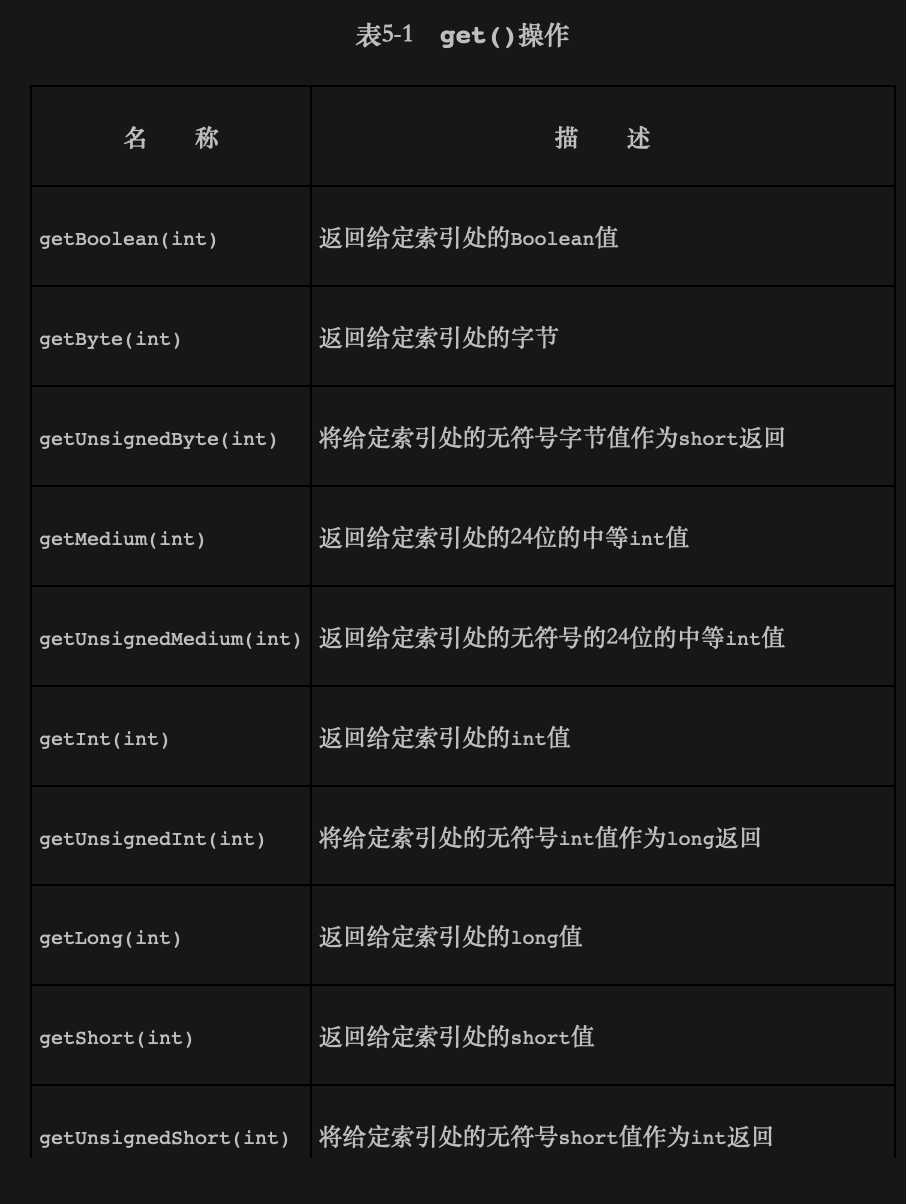 表5-1 get()操作
名 称 描 述
getBoolean(int) 返回给定索引处的Boolean值
getByte(int) 返回给定索引处的字节
getUnsignedByte(int) 将给定索引处的无符号字节值作为short返回
getMedium(int) 返回给定索引处的24位的中等int值
getUnsignedMedium(int) 返回给定索引处的无符号的24位的中等int值
getInt(int) 返回给定索引处的int值
getUnsignedInt(int) 将给定索引处的无符号int值作为long返回
getLong(int) 返回给定索引处的long值
getShort(int) 返回给定索引处的short值
getUnsignedShort(int) 将给定索引处的无符号short值作为int返回